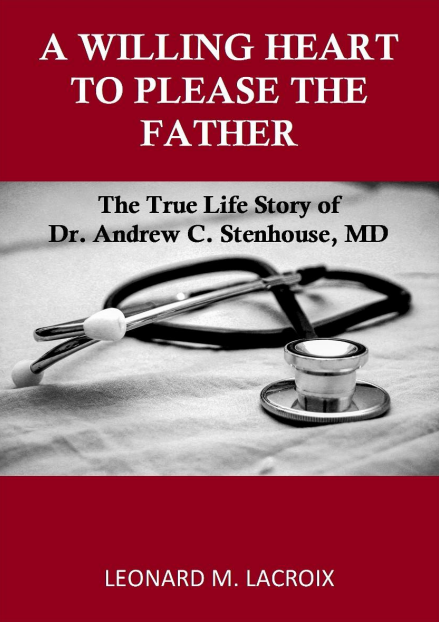 A WILLING HEART
TO PLEASE THE
FATHER
The True Life Story of
Dr. Andrew C. Stenhouse, MD
LEONARD M. LACROIX